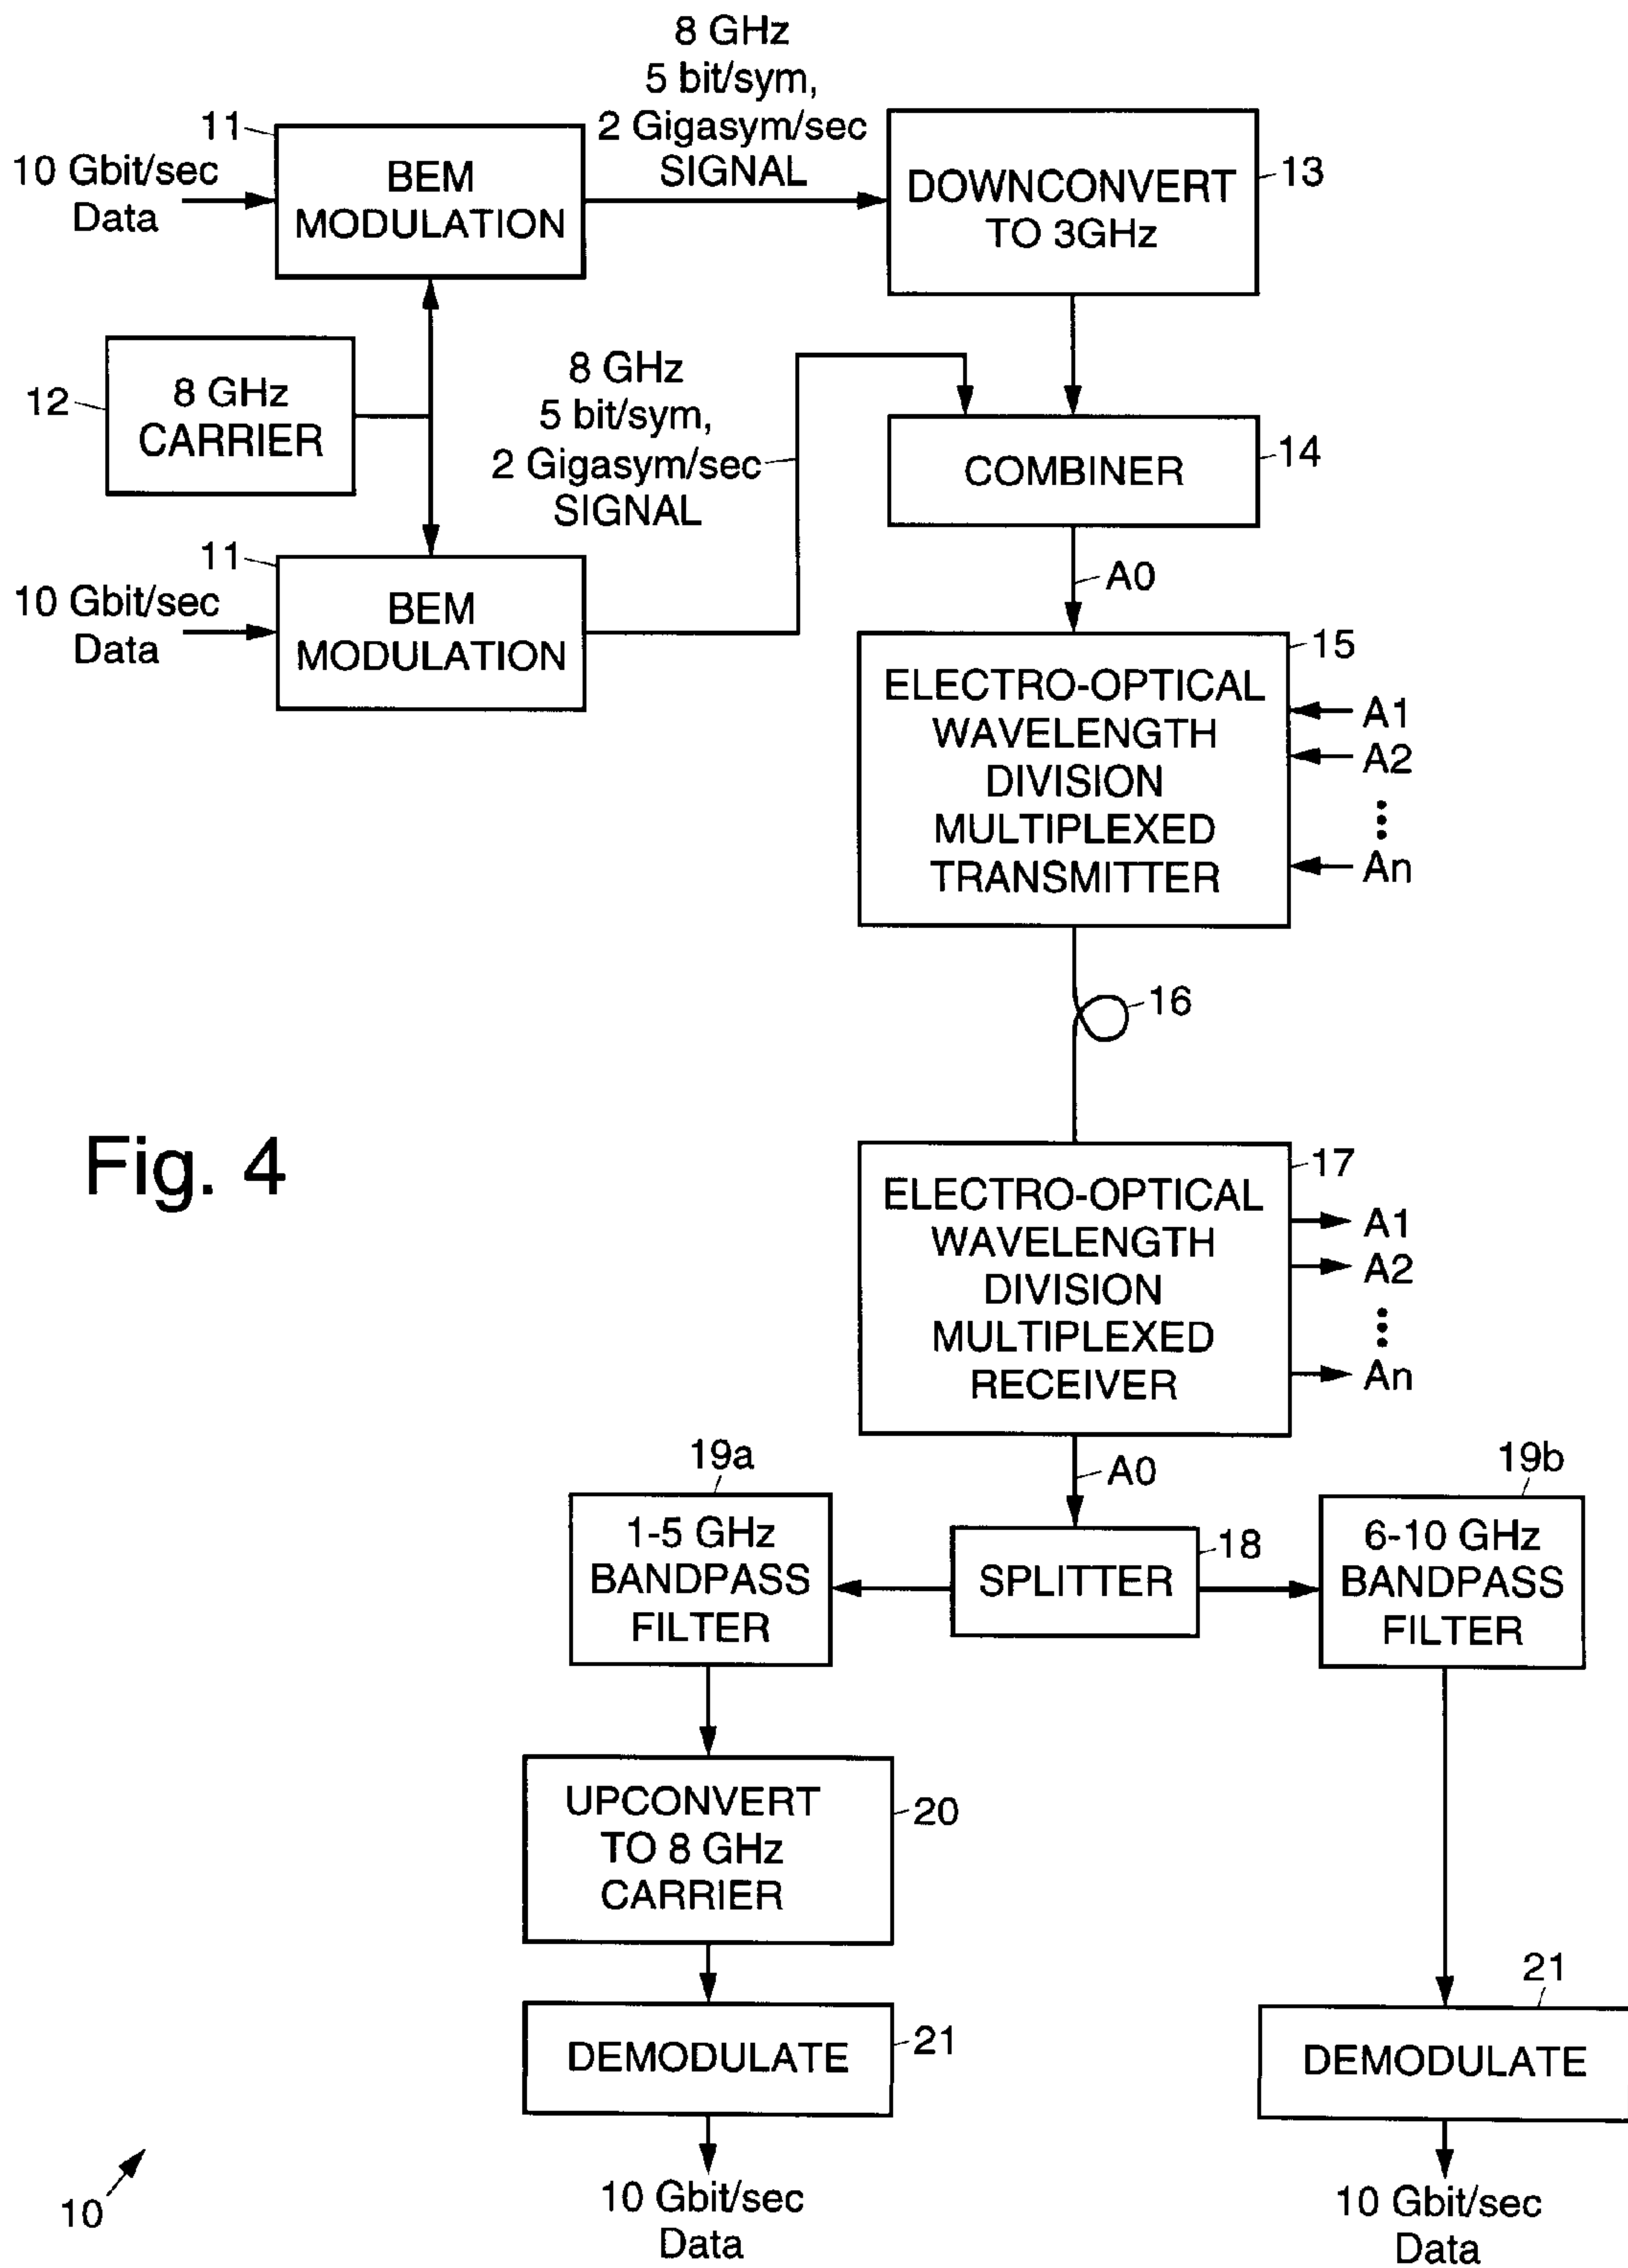 8 GHz
5 bit/sym,
2 Gigasym/sec
SIGNAL
11
10 Gbit/sec
Data
BEM
MODULATION
DOWNCONVERT
TO 3GHz
13
12
8 GHz
CARRIER
8 GHz
5 bit/sym,
2 Gigasym/sec
SIGNAL
COMBINER
14
11
10 Gbit/sec
Data
BEM
MODULATION
A0
15
ELECTRO-OPTICAL
WAVELENGTH
DIVISION
MULTIPLEXED
TRANSMITTER
A1
A2
An
16
Fig. 4
17
ELECTRO-OPTICAL
WAVELENGTH
DIVISION
MULTIPLEXED
RECEIVER
A1
A2
An
A0
19a
1-5 GHz
BANDPASS
FILTER
SPLITTER
18
19b
6-10 GHz
BANDPASS
FILTER
UPCONVERT
TO 8 GHz
CARRIER
20
DEMODULATE
21
21
DEMODULATE
10 Gbit/sec
Data
10 Gbit/sec
Data
10